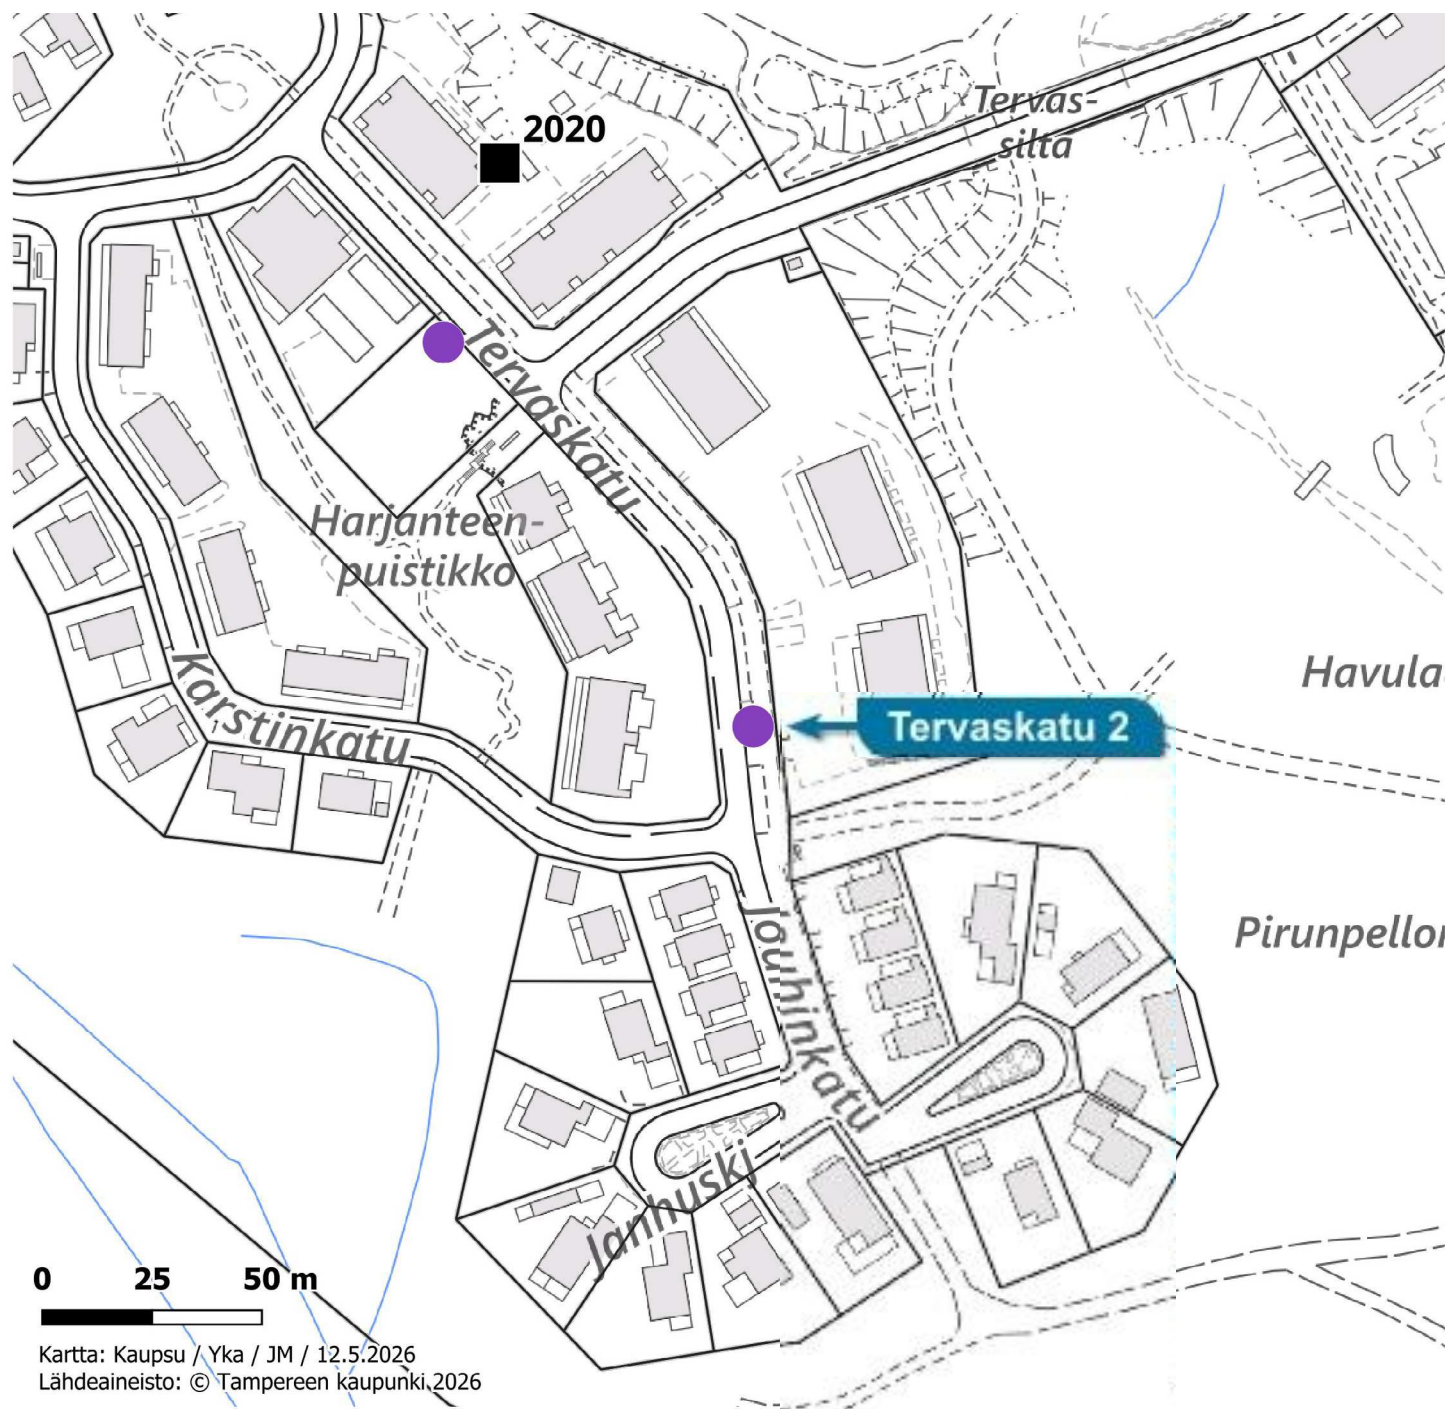 Tervas-
silta
2020
Tervaskatu
Harjanteen-
puistikko
Karstinkatu
Havula
Tervaskatu 2
Pirunpellon
Jouhinkatu
Janhuskj
0 25 50 m
Kartta: Kaupsu / Yka / JM / 12.5.2026
Lähdeaineisto: © Tampereen kaupunki 2026